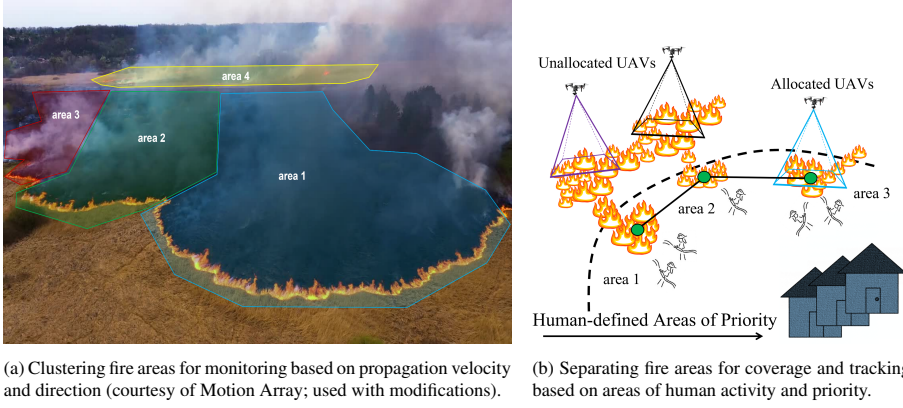 area 4
area 3
area 2
area 1
Unallocated UAVs
Allocated UAVs
area 3
area 2
area 1
Human-defined Areas of Priority
(a) Clustering fire areas for monitoring based on propagation velocity
and direction (courtesy of Motion Array; used with modifications).
(b) Separating fire areas for coverage and tracking
based on areas of human activity and priority.